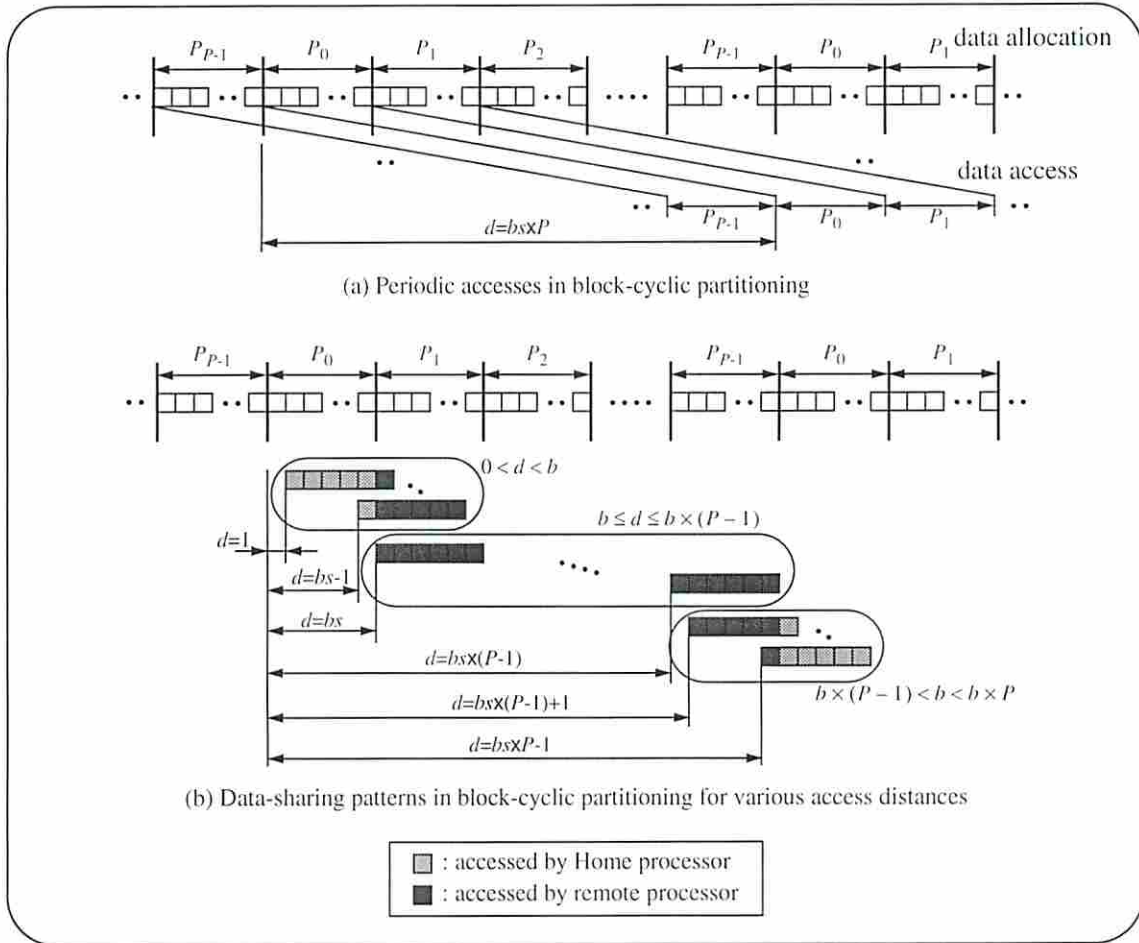 P_{P-1} P_0 P_1 P_2 P_{P-1} P_0 P_1 data allocation
data access
P_{P-1} P_0 P_1
d=bs×P
(a) Periodic accesses in block-cyclic partitioning
P_{P-1} P_0 P_1 P_2 P_{P-1} P_0 P_1
0 < d < b
b ≤ d ≤ b × (P − 1)
d=1
d=bs-1
d=bs
d=bs×(P-1)
b × (P − 1) < b < b × P
d=bs×(P-1)+1
d=bs×P-1
(b) Data-sharing patterns in block-cyclic partitioning for various access distances
: accessed by Home processor
: accessed by remote processor